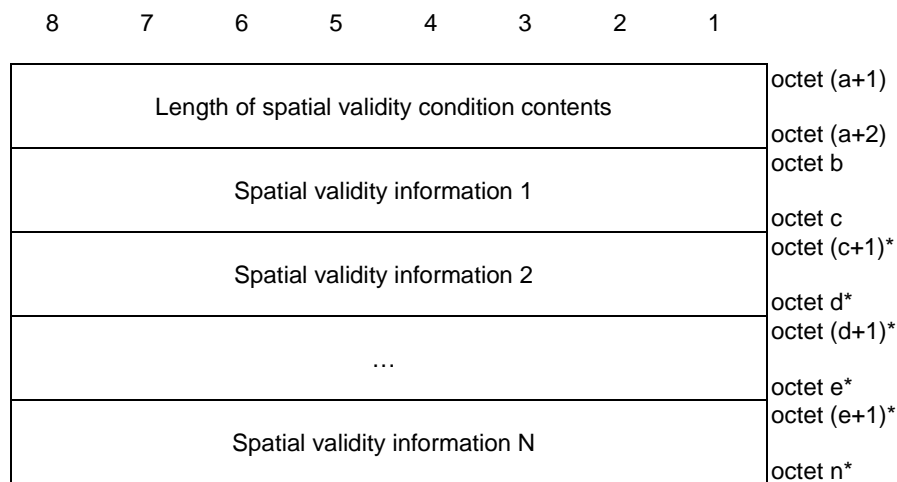 8 7 6 5 4 3 2 1
octet (a+1)
Length of spatial validity condition contents
octet (a+2)
octet b
Spatial validity information 1
octet c
octet (c+1)*
Spatial validity information 2
octet d*
octet (d+1)*
…
octet e*
octet (e+1)*
Spatial validity information N
octet n*